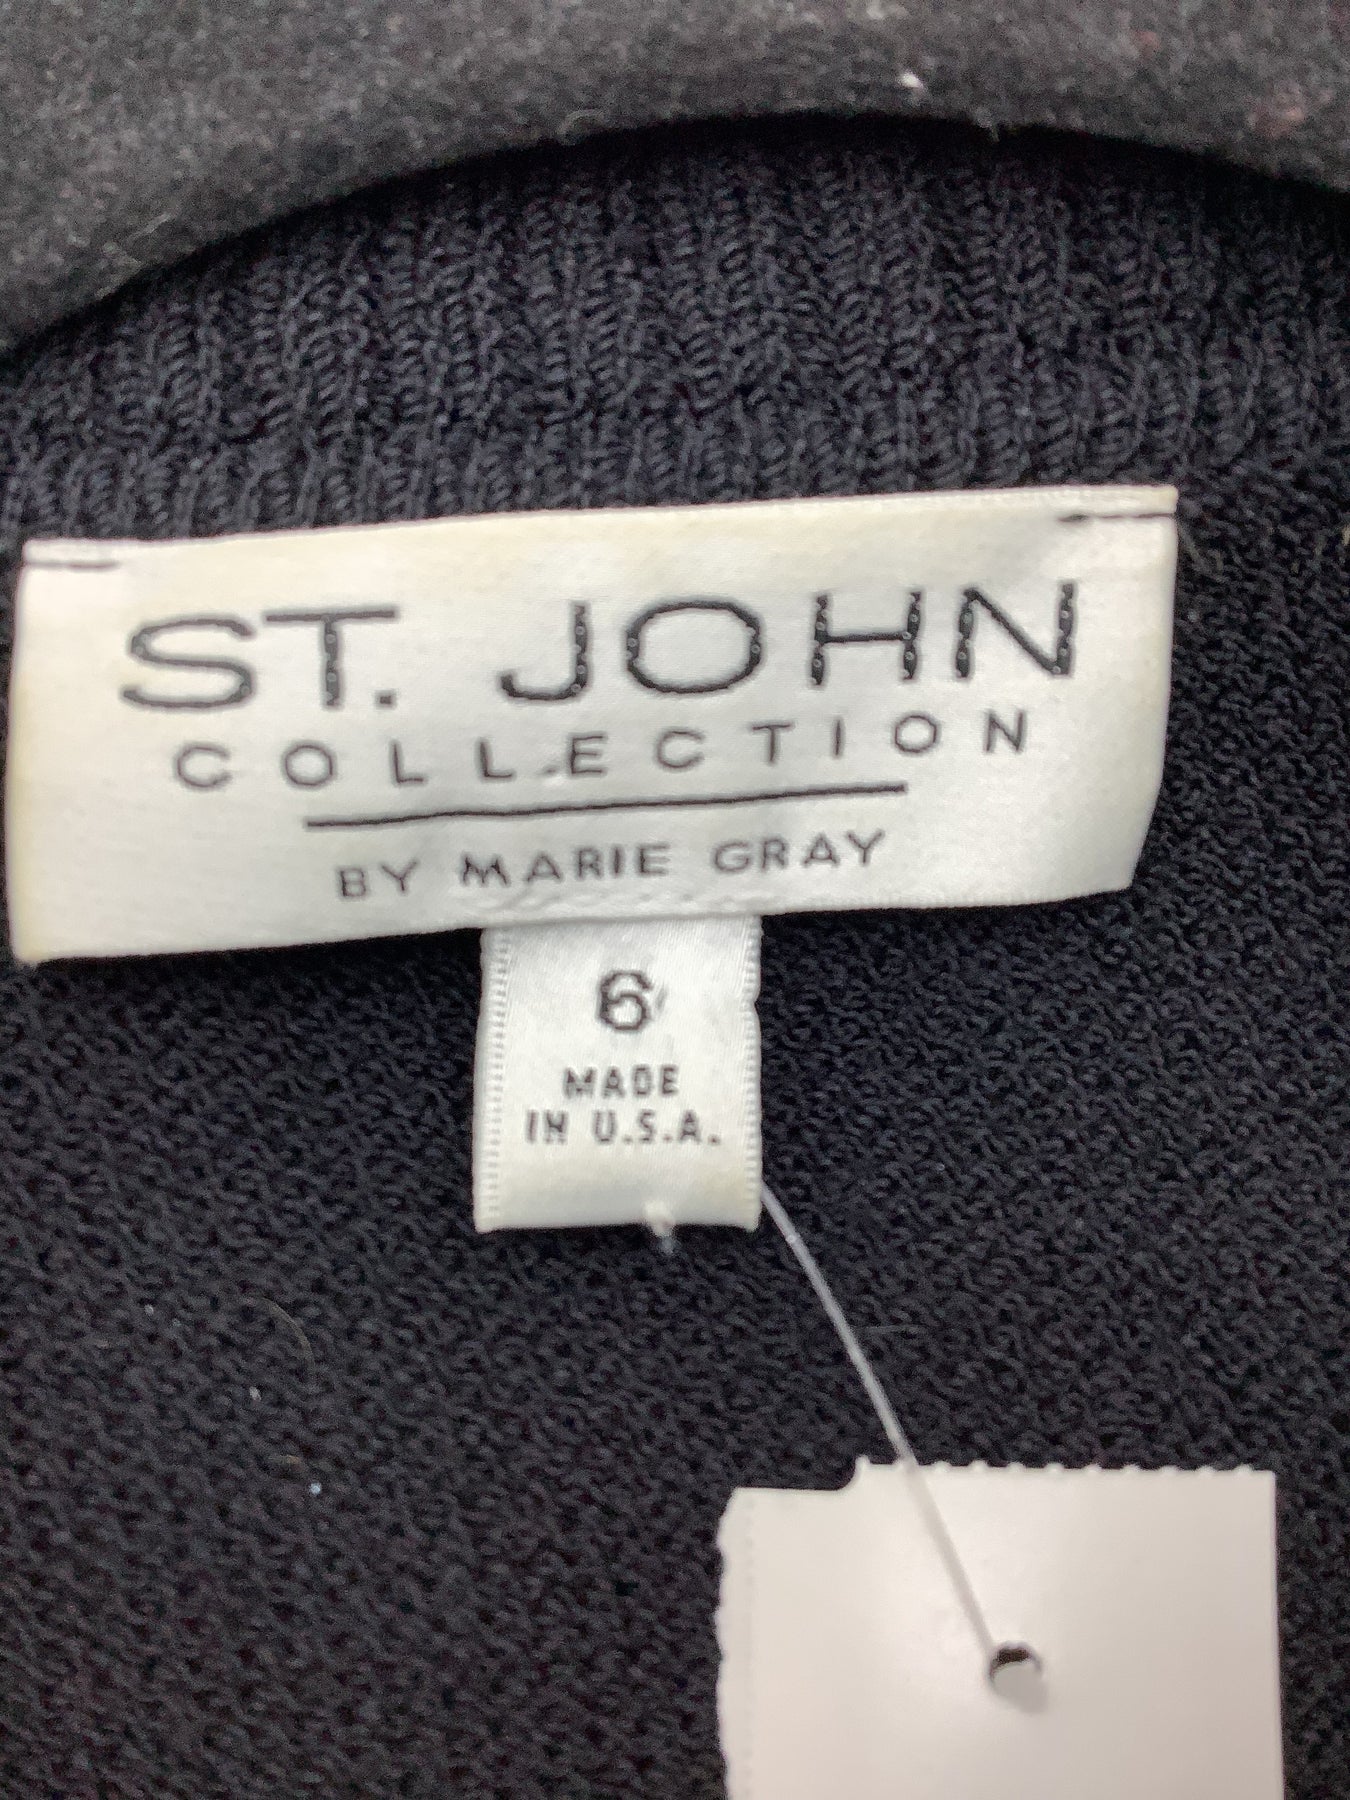 ST. JOHN
COLLECTION
BY MARIE GRAY
6
MADE
IN U.S.A.